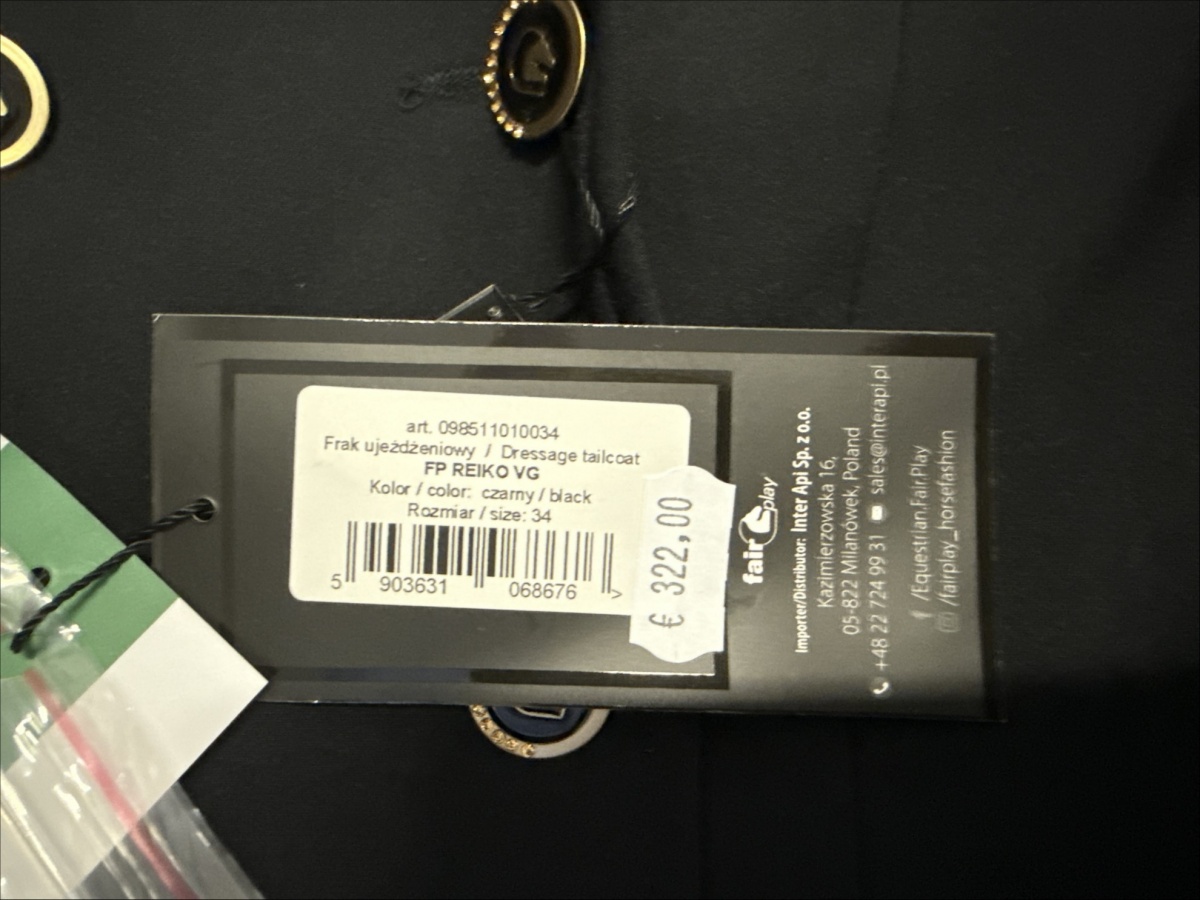 art. 098511010034
Frak ujeżdżeniowy / Dressage tailcoat
FP REIKO VG
Kolor / color: czarny / black
Rozmiar / size: 34
5 903631 068676 >
€ 322,00
fair play
Importer/Distributor: Inter Api Sp. z o.o.
Kazimierzowska 16,
05-822 Milanówek, Poland
+48 22 724 99 31 sales@interapi.pl
/Equestrian.Fair.Play
/fairplay_horsefashion